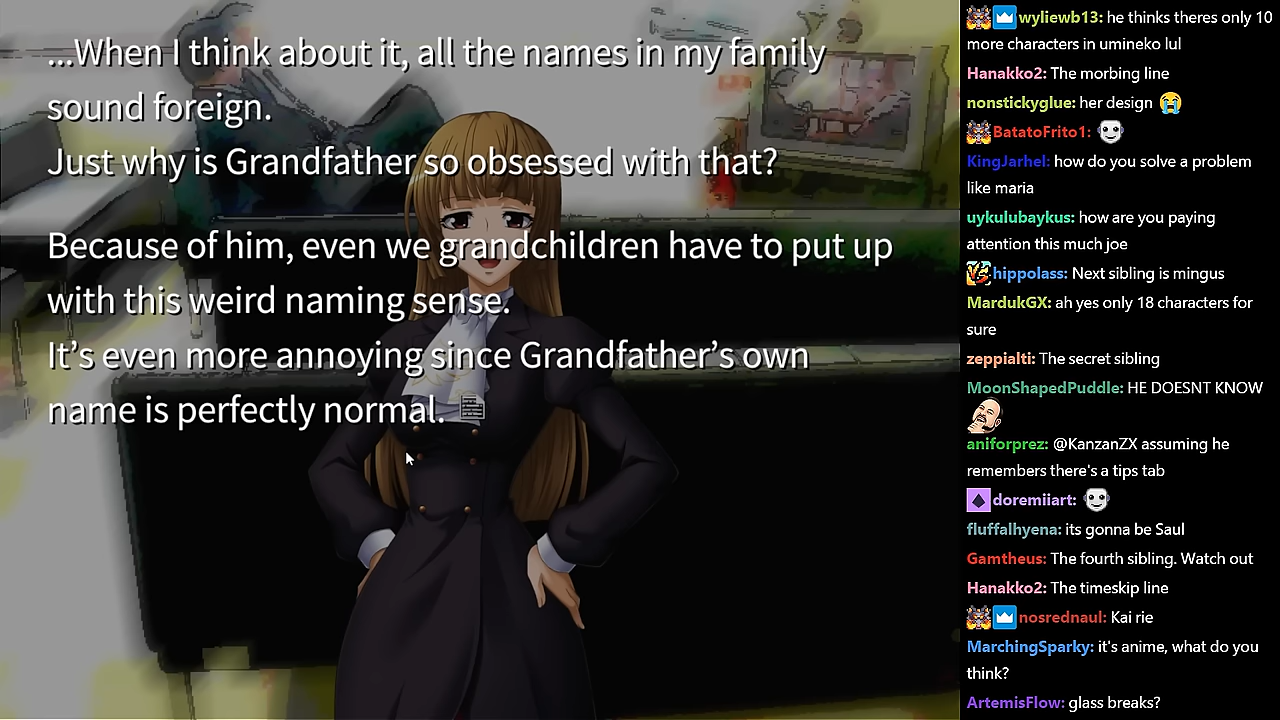 ...When I think about it, all the names in my family
sound foreign.
Just why is Grandfather so obsessed with that?
Because of him, even we grandchildren have to put up
with this weird naming sense.
It's even more annoying since Grandfather's own
name is perfectly normal.
wyliewb13: he thinks theres only 10
more characters in umineko lul
Hanakko2: The morbing line
nonstickyglue: her design
BatatoFrito1:
KingJarhel: how do you solve a problem
like maria
uykulubaykus: how are you paying
attention this much joe
hippolass: Next sibling is mingus
MardukGX: ah yes only 18 characters for
sure
zeppialti: The secret sibling
MoonShapedPuddle: HE DOESNT KNOW
aniforprez: @KanzanZX assuming he
remembers there's a tips tab
doremiiart:
fluffalhyena: its gonna be Saul
Gamtheus: The fourth sibling. Watch out
Hanakko2: The timeskip line
nosrednaul: Kai rie
MarchingSparky: it's anime, what do you
think?
ArtemisFlow: glass breaks?